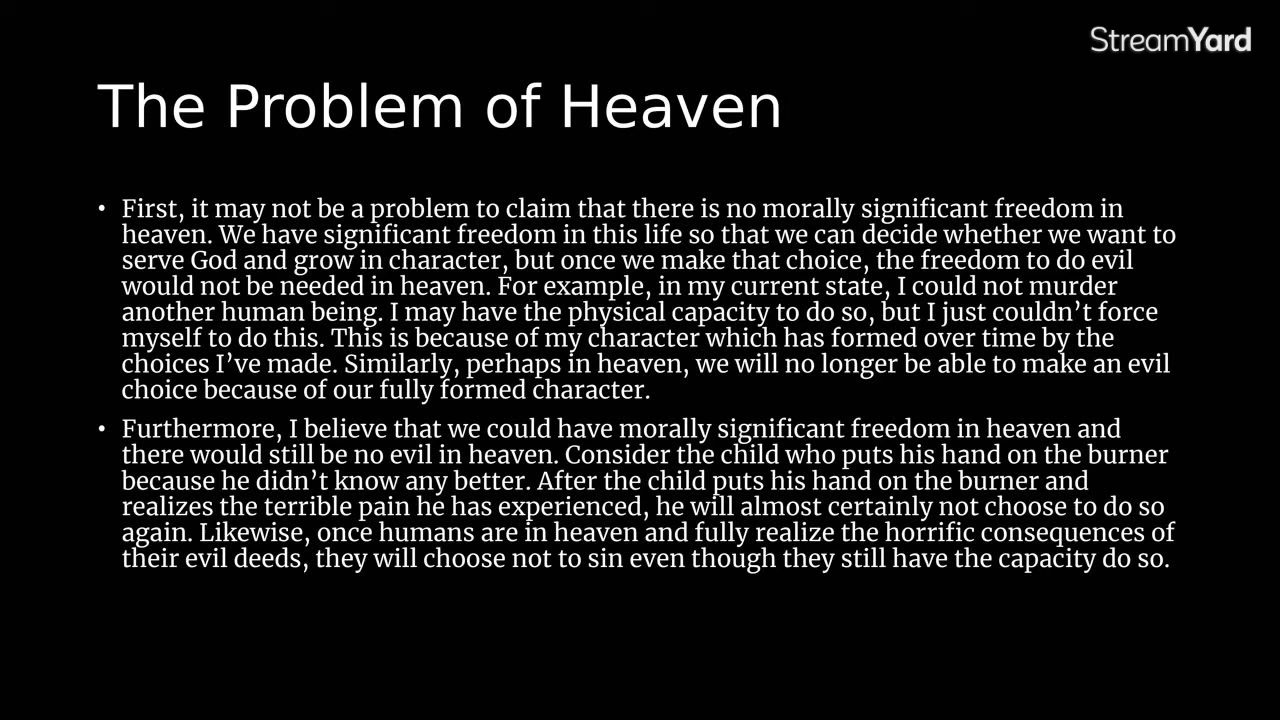 StreamYard
The Problem of Heaven
• First, it may not be a problem to claim that there is no morally significant freedom in
heaven. We have significant freedom in this life so that we can decide whether we want to
serve God and grow in character, but once we make that choice, the freedom to do evil
would not be needed in heaven. For example, in my current state, I could not murder
another human being. I may have the physical capacity to do so, but I just couldn’t force
myself to do this. This is because of my character which has formed over time by the
choices I’ve made. Similarly, perhaps in heaven, we will no longer be able to make an evil
choice because of our fully formed character.
• Furthermore, I believe that we could have morally significant freedom in heaven and
there would still be no evil in heaven. Consider the child who puts his hand on the burner
because he didn’t know any better. After the child puts his hand on the burner and
realizes the terrible pain he has experienced, he will almost certainly not choose to do so
again. Likewise, once humans are in heaven and fully realize the horrific consequences of
their evil deeds, they will choose not to sin even though they still have the capacity do so.